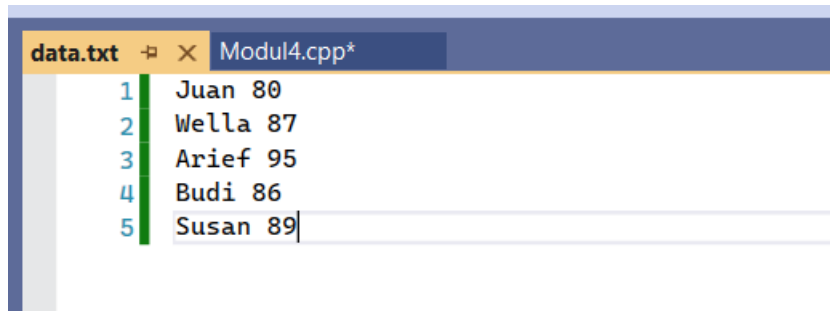 data.txt Modul4.cpp*
1 Juan 80
2 Wella 87
3 Arief 95
4 Budi 86
5 Susan 89